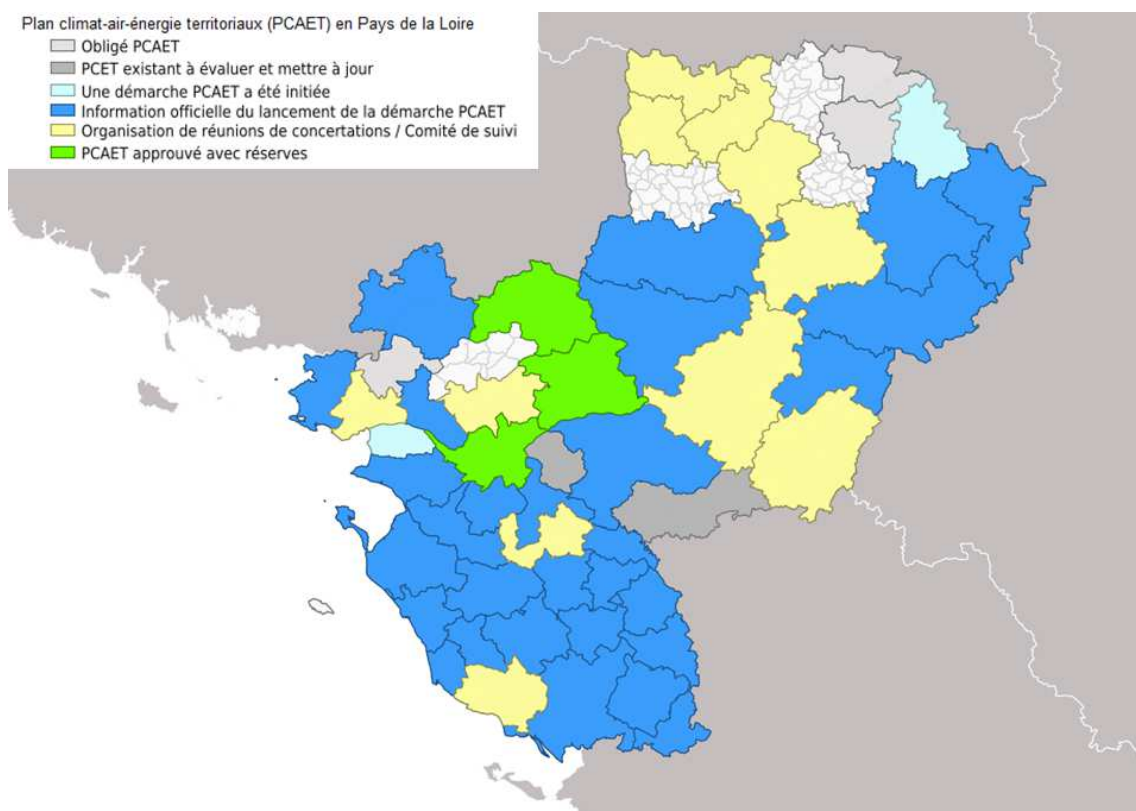 Plan climat-air-énergie territoriaux (PCAET) en Pays de la Loire
Obligé PCAET
PCET existant à évaluer et mettre à jour
Une démarche PCAET a été initiée
Information officielle du lancement de la démarche PCAET
Organisation de réunions de concertations / Comité de suivi
PCAET approuvé avec réserves